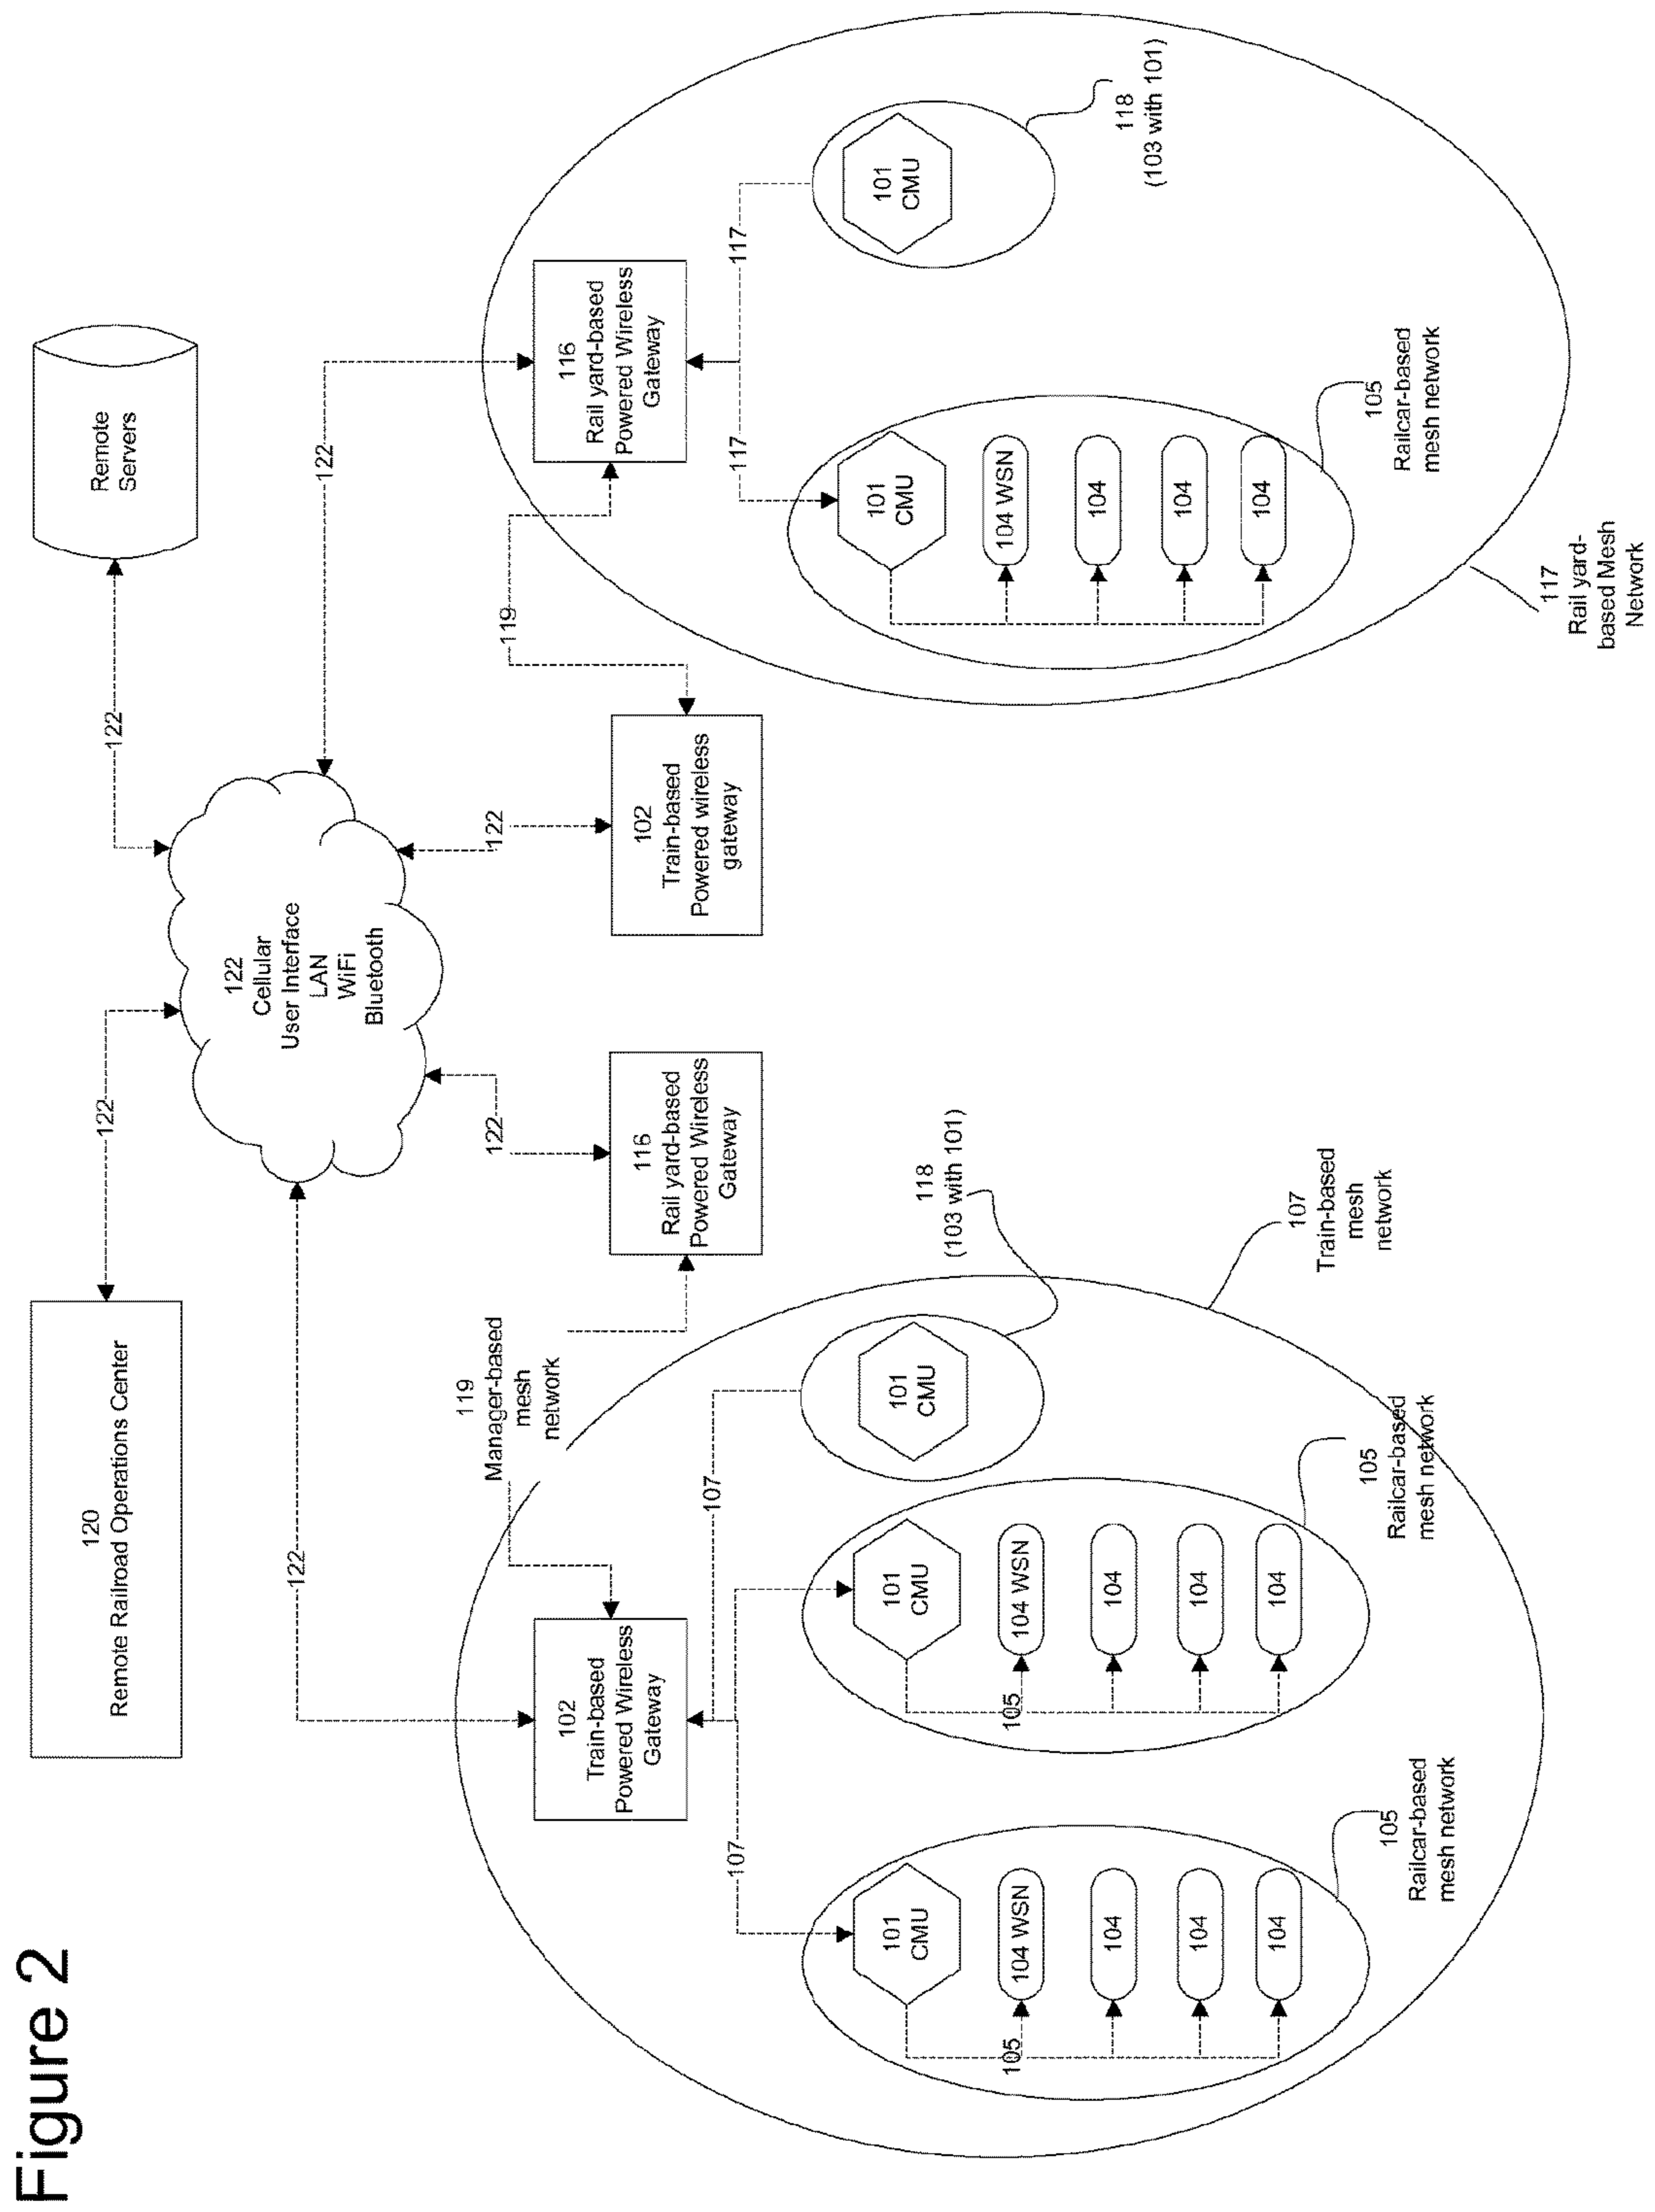 Figure 2
120
Remote Railroad Operations Center
Remote
Servers
122
122
122
Cellular
User Interface
LAN
WiFi
Bluetooth
122
122
119
Manager-based
mesh
network
122
122
119
102
Train-based
Powered Wireless
Gateway
116
Rail yard-based
Powered Wireless
Gateway
102
Train-based
Powered wireless
gateway
116
Rail yard-based
Powered Wireless
Gateway
107
107
117
117
101
CMU
104 WSN
104
104
104
105
105
Railcar-based
mesh network
101
CMU
104 WSN
104
104
104
105
105
Railcar-based
mesh network
101
CMU
118
(103 with 101)
107
Train-based
mesh
network
101
CMU
104 WSN
104
104
104
105
Railcar-based
mesh network
101
CMU
118
(103 with 101)
117
Rail yard-
based Mesh
Network